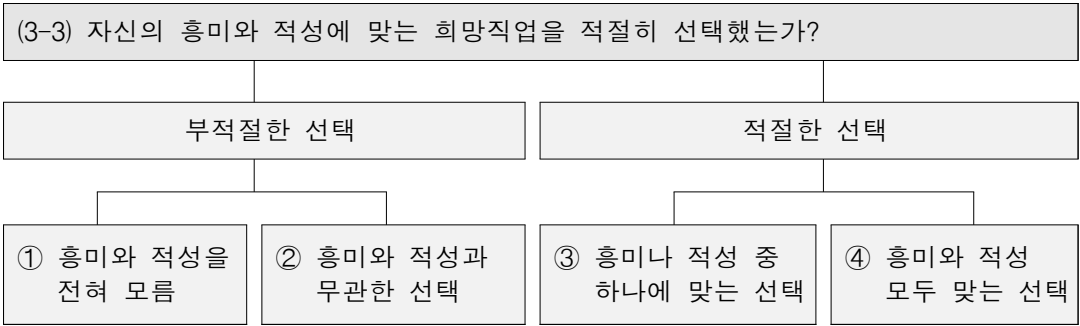 (3-3) 자신의 흥미와 적성에 맞는 희망직업을 적절히 선택했는가?
부적절한 선택
적절한 선택
① 흥미와 적성을
전혀 모름
② 흥미와 적성과
무관한 선택
③ 흥미나 적성 중
하나에 맞는 선택
④ 흥미와 적성
모두 맞는 선택